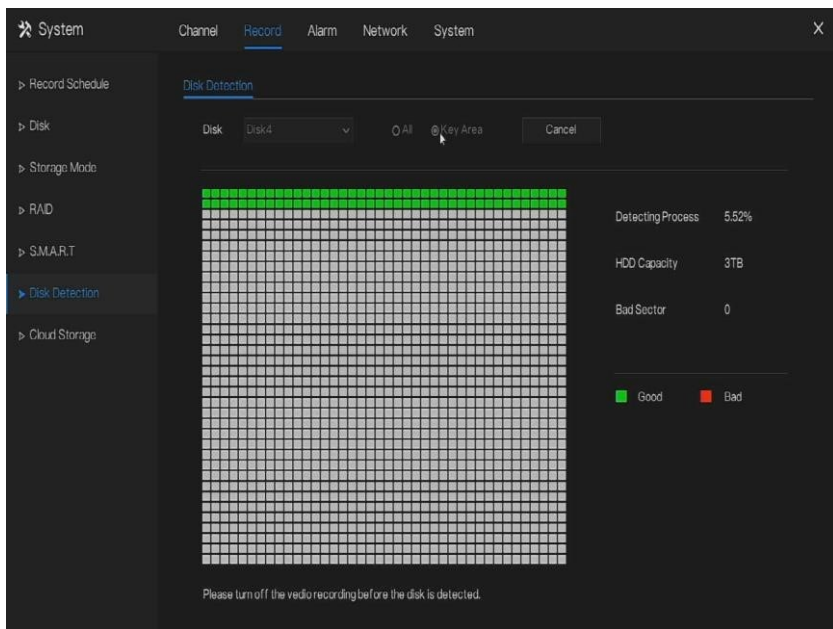 System
Channel Record Alarm Network System X
Record Schedule
Disk
Storage Mode
RAID
S.M.A.R.T
Disk Detection
Cloud Storage
Disk Detection
Disk Disk4 All Key Area Cancel
Detecting Process 5.52%
HDD Capacity 3TB
Bad Sector 0
Good Bad
Please turn off the vedio recording before the disk is detected.